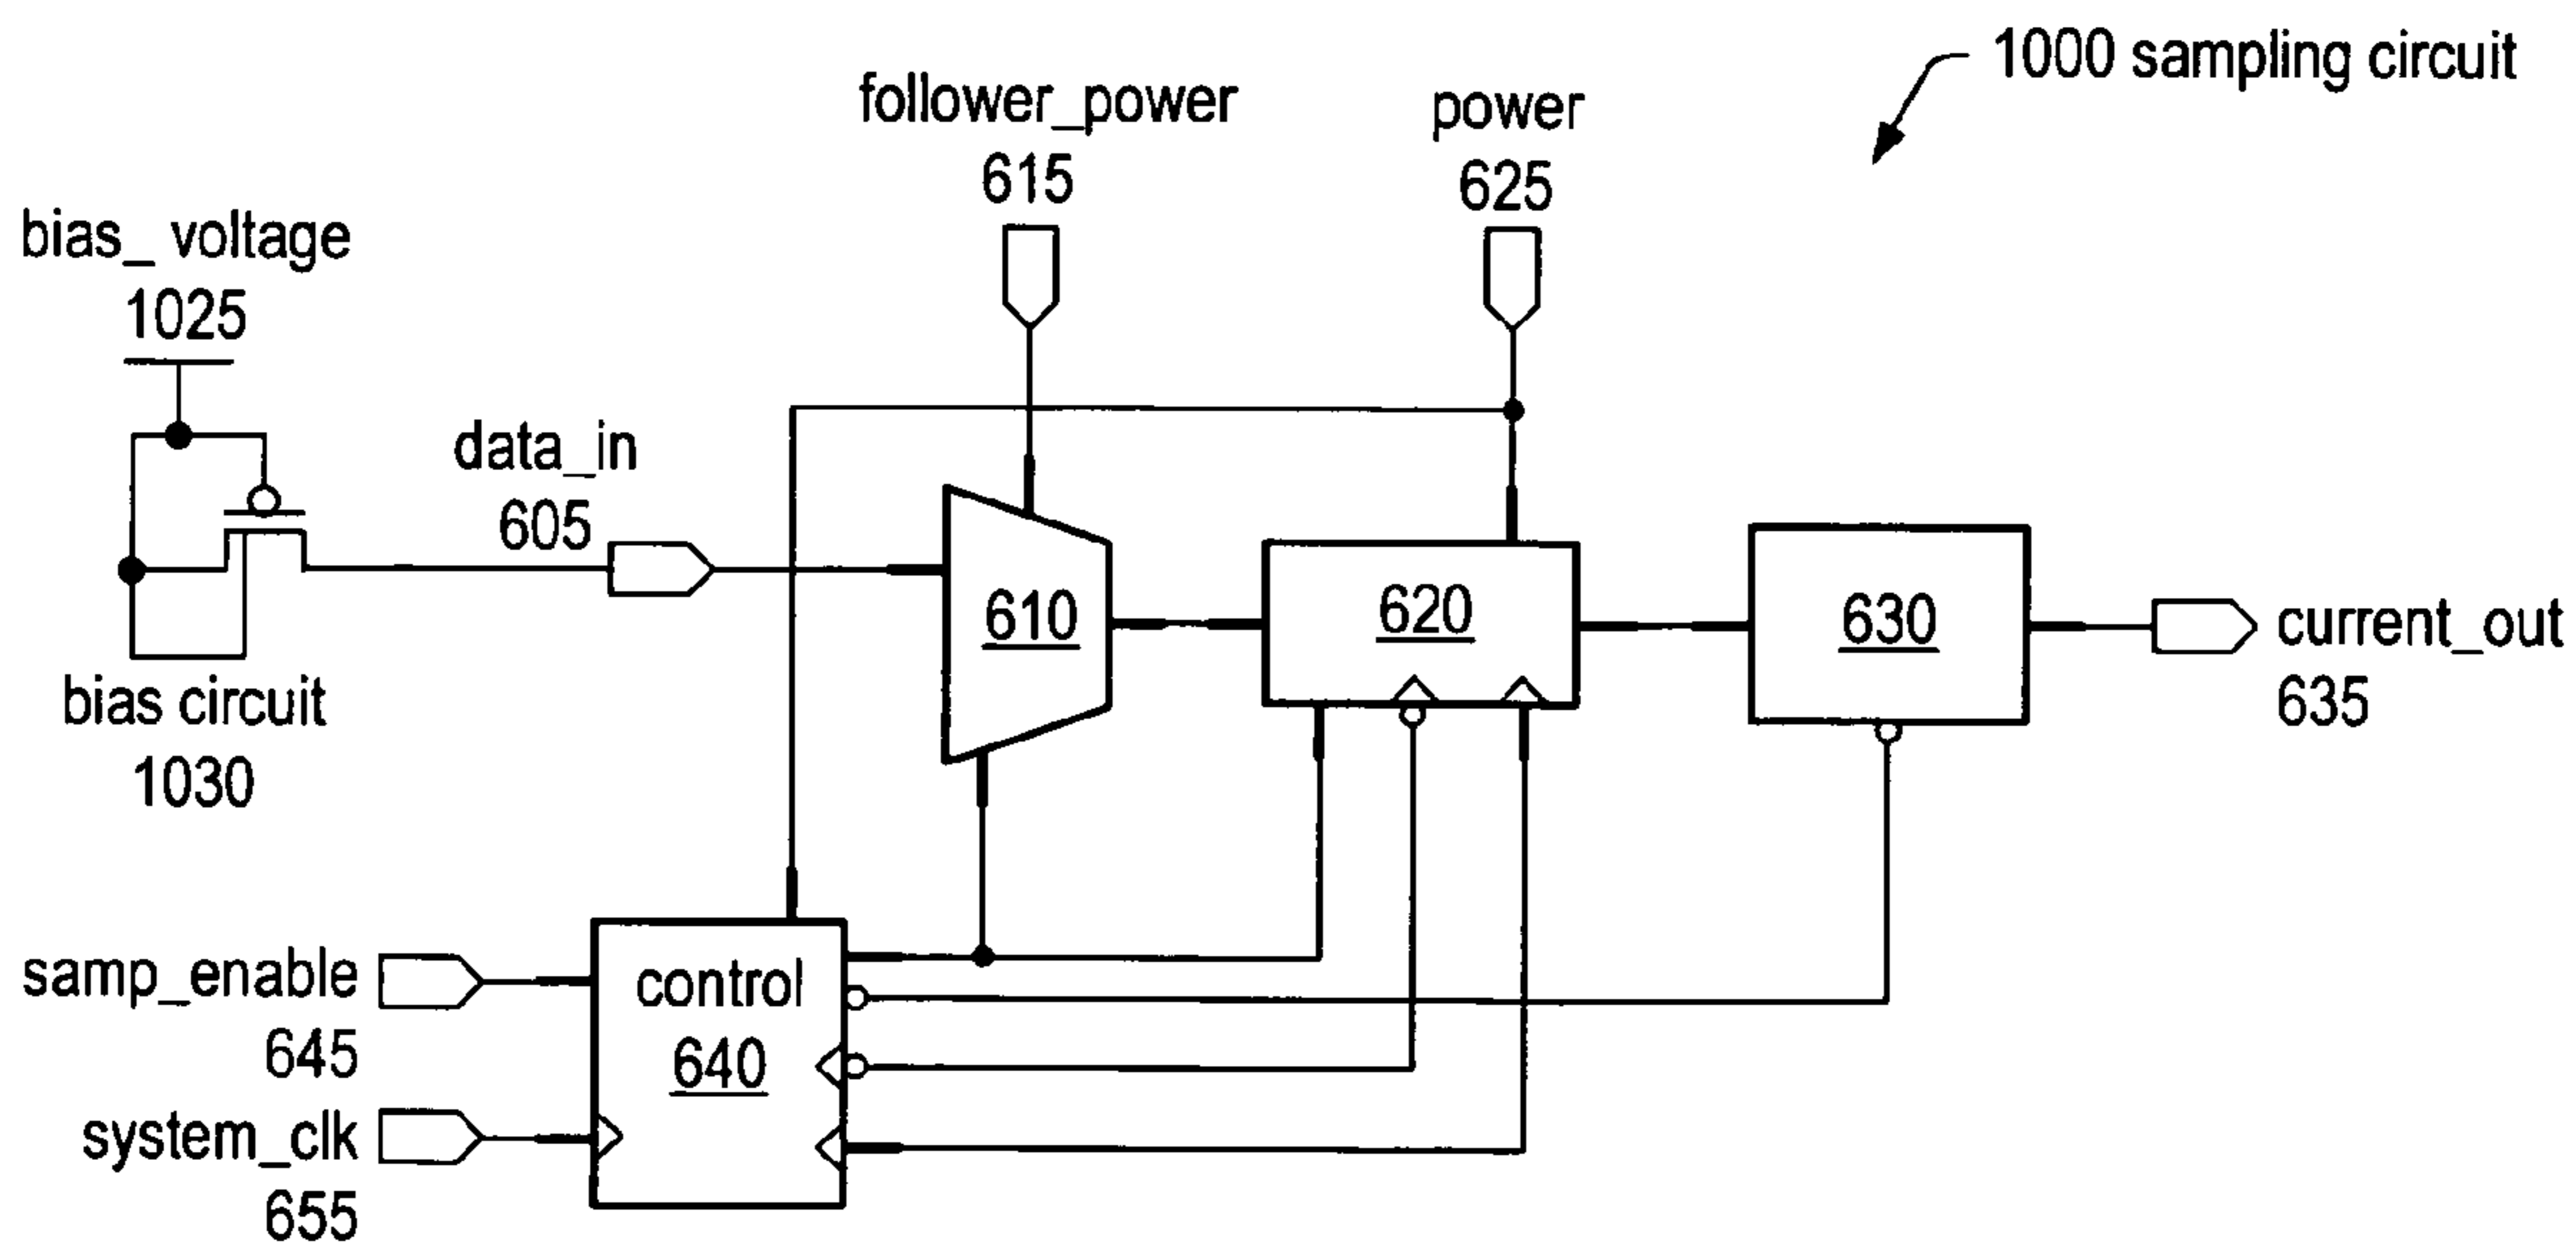 1000 sampling circuit
follower_power
615
power
625
bias_ voltage
1025
data_in
605
610
620
630
current_out
635
bias circuit
1030
samp_enable
645
control
640
system_clk
655